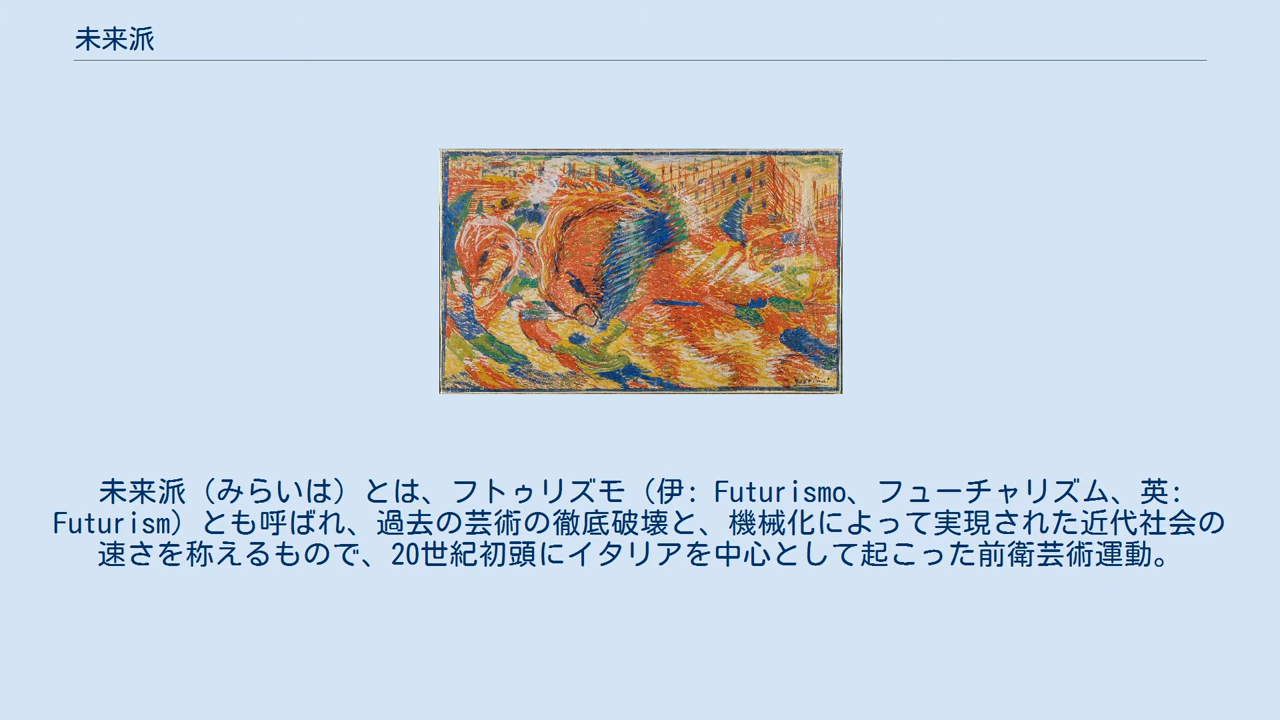 未来派
未来派（みらいは）とは、フトゥリズモ（伊: Futurismo、フューチャリズム、英:
Futurism）とも呼ばれ、過去の芸術の徹底破壊と、機械化によって実現された近代社会の
速さを称えるもので、20世紀初頭にイタリアを中心として起こった前衛芸術運動。